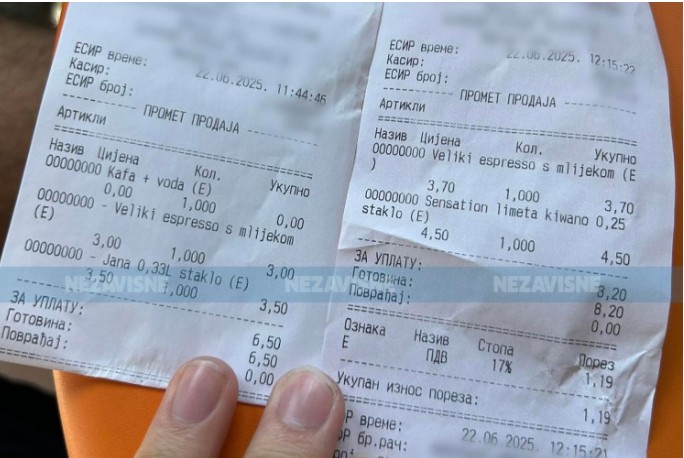 ЕСИР време:
22.06.2025. 11:44:46
Касир:
ЕСИР број:
ПРОМЕТ ПРОДАЈА
Артикли
Назив Цијена Кол. Укупно
00000000 Kafa + voda (E)
0,00 1,000 0,00
00000000 - Veliki espresso s mlijekom
(E)
3,00 1,000 3,00
00000000 - Jana 0,33L staklo (E)
3,50 1,000 3,50
ЗА УПЛАТУ: 6,50
Готовина: 6,50
Повраћај: 0,00
ЕСИР време:
22.06.2025. 12:15:22
Касир:
ЕСИР број:
ПРОМЕТ ПРОДАЈА
Артикли
Назив Цијена Кол. Укупно
00000000 Veliki espresso s mlijekom (E
)
3,70 1,000 3,70
00000000 Sensation limeta kiwano 0,25
staklo (E)
4,50 1,000 4,50
ЗА УПЛАТУ: 8,20
Готовина: 8,20
Повраћај: 0,00
Ознака Назив Стопа Порез
Е ПДВ 17% 1,19
Укупан износ пореза: 1,19
време: 22.06.2025. 12:15:21
бр.рач:
NEZAVISNE NEZAVISNE NEZAVISNE